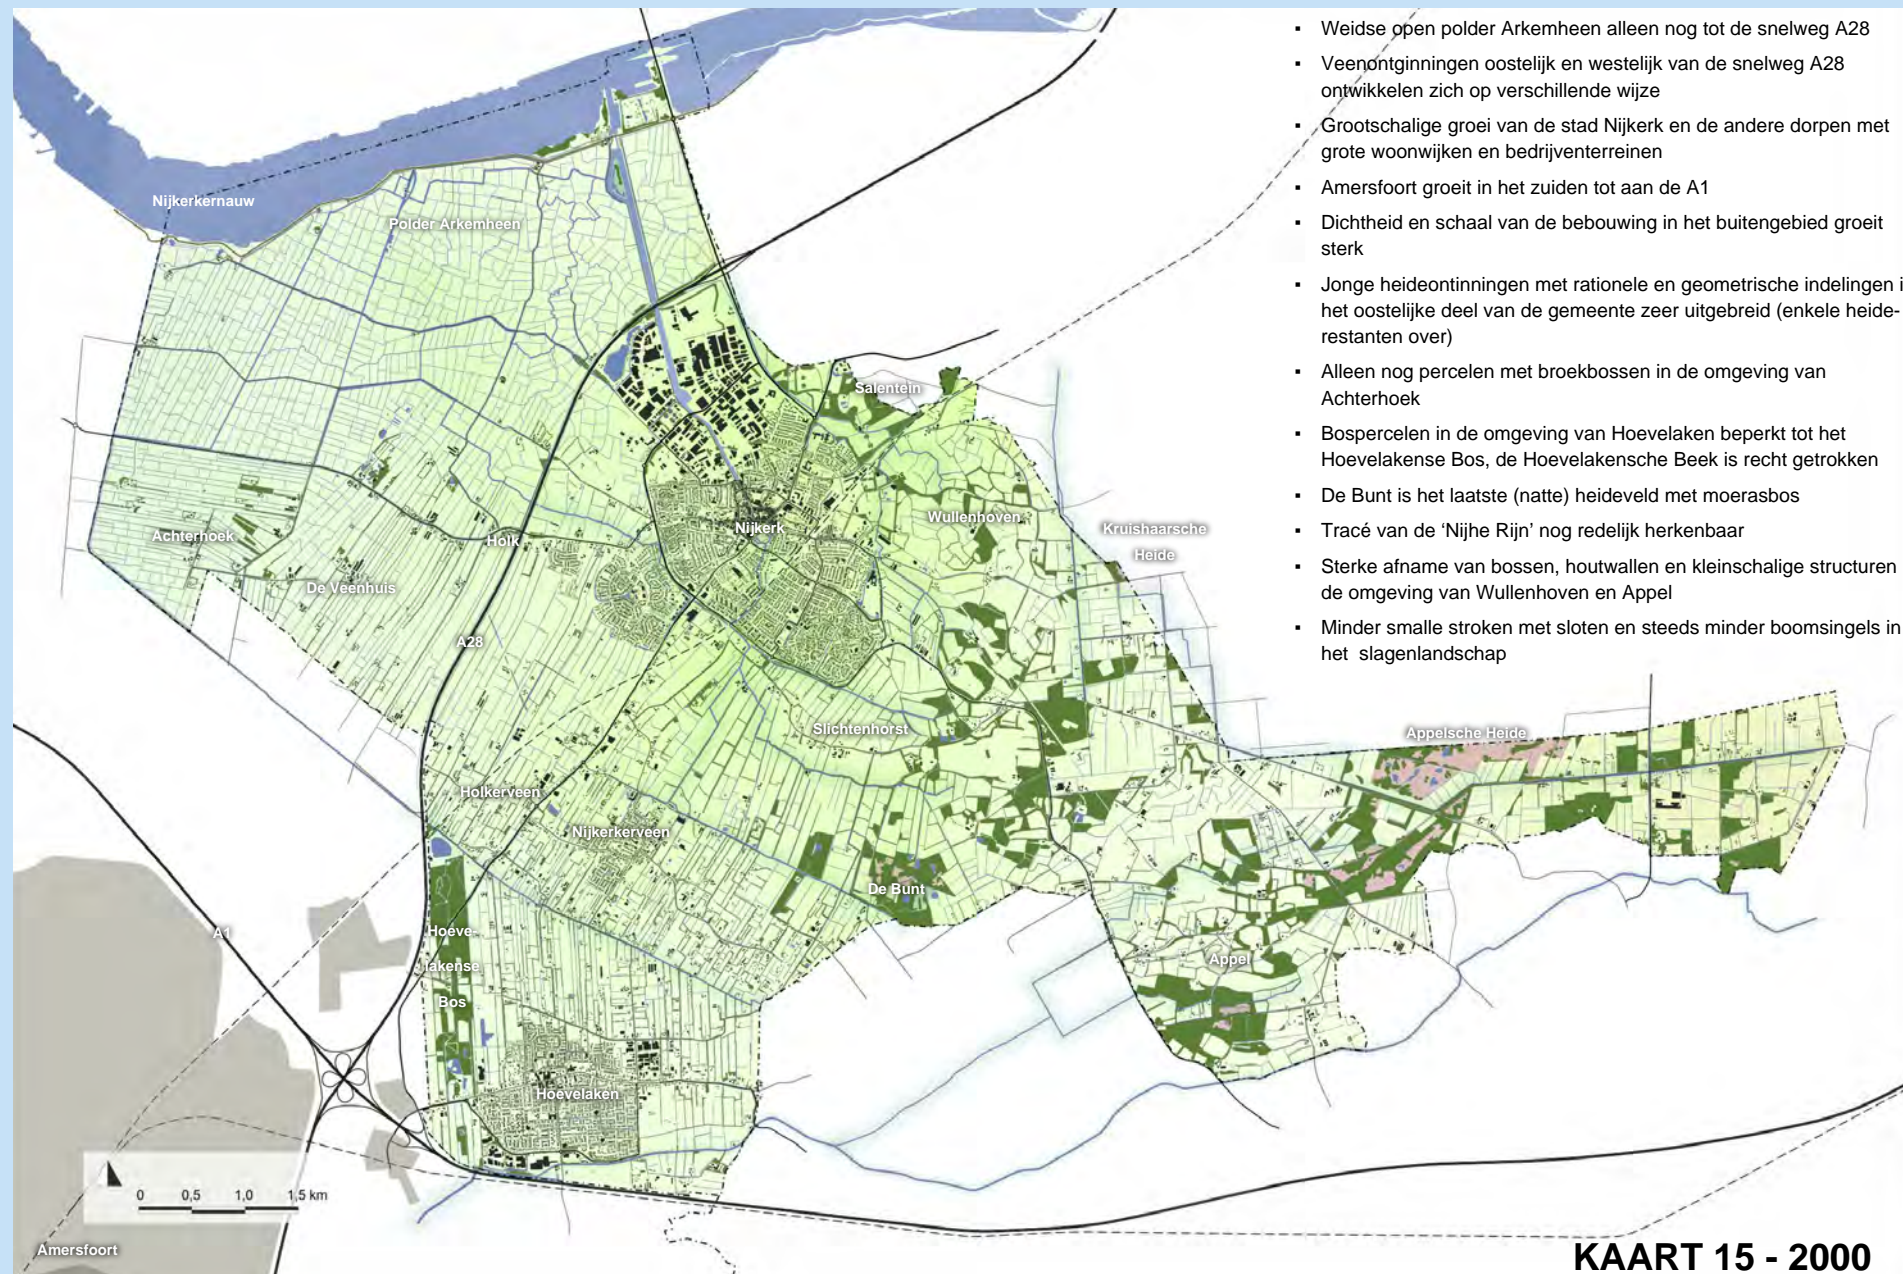 ▪ Weidse open polder Arkemheen alleen nog tot de snelweg A28
▪ Veenontginningen oostelijk en westelijk van de snelweg A28
ontwikkelen zich op verschillende wijze
▪ Grootschalige groei van de stad Nijkerk en de andere dorpen met
grote woonwijken en bedrijventerreinen
▪ Amersfoort groeit in het zuiden tot aan de A1
▪ Dichtheid en schaal van de bebouwing in het buitengebied groeit
sterk
▪ Jonge heideontinningen met rationele en geometrische indelingen i
het oostelijke deel van de gemeente zeer uitgebreid (enkele heide-
restanten over)
▪ Alleen nog percelen met broekbossen in de omgeving van
Achterhoek
▪ Bospercelen in de omgeving van Hoevelaken beperkt tot het
Hoevelakense Bos, de Hoevelakensche Beek is recht getrokken
▪ De Bunt is het laatste (natte) heideveld met moerasbos
▪ Tracé van de ‘Nijhe Rijn’ nog redelijk herkenbaar
▪ Sterke afname van bossen, houtwallen en kleinschalige structuren
de omgeving van Wullenhoven en Appel
▪ Minder smalle stroken met sloten en steeds minder boomsingels in
het slagenlandschap
Nijkerkernauw
Polder Arkemheen
Salentein
Achterhoek
Holk
Nijkerk
Wullenhoven
Kruishaarsche
Heide
De Veenhuis
A28
Slichtenhorst
Appelsche Heide
Holkerveen
Nijkerkerveen
De Bunt
A1
Hoeve-
lakense
Bos
Appel
Hoevelaken
0 0,5 1,0 1,5 km
Amersfoort
KAART 15 - 2000